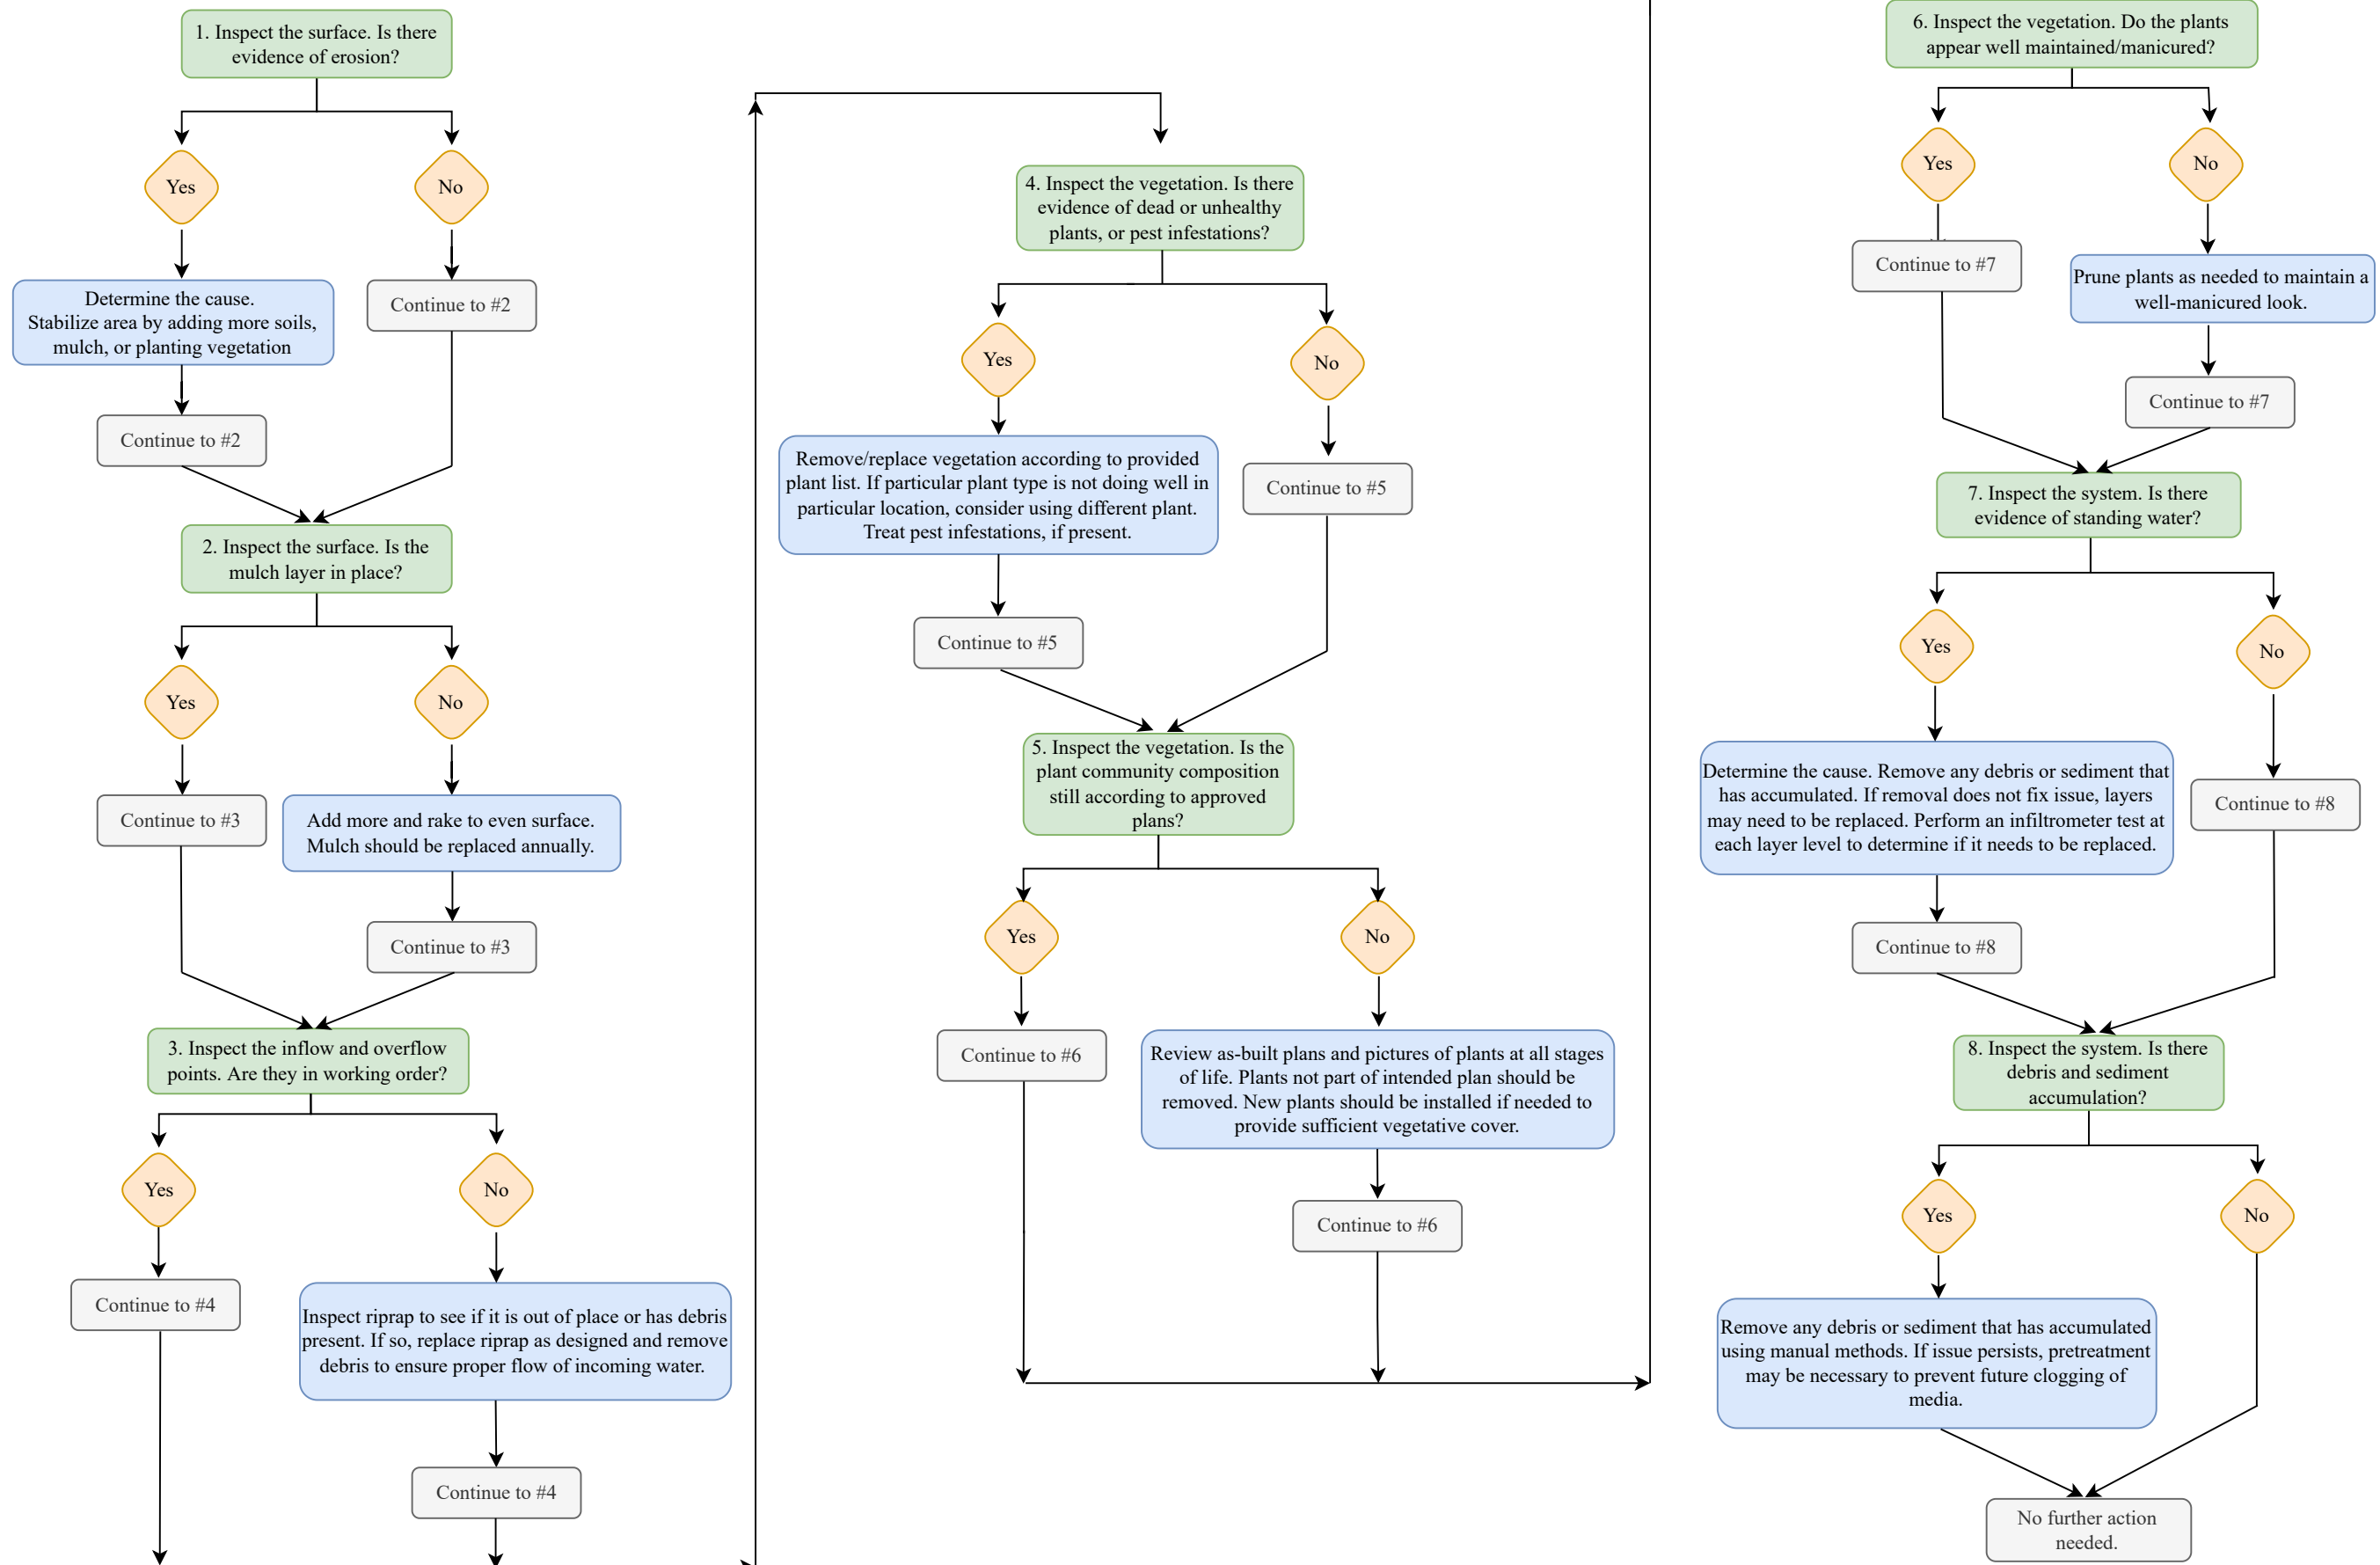 1. Inspect the surface. Is there
evidence of erosion?
Yes
No
Determine the cause.
Stabilize area by adding more soils,
mulch, or planting vegetation
Continue to #2
Continue to #2
2. Inspect the surface. Is the
mulch layer in place?
Yes
No
Continue to #3
Add more and rake to even surface.
Mulch should be replaced annually.
Continue to #3
3. Inspect the inflow and overflow
points. Are they in working order?
Yes
No
Continue to #4
Inspect riprap to see if it is out of place or has debris
present. If so, replace riprap as designed and remove
debris to ensure proper flow of incoming water.
Continue to #4
4. Inspect the vegetation. Is there
evidence of dead or unhealthy
plants, or pest infestations?
Yes
No
Remove/replace vegetation according to provided
plant list. If particular plant type is not doing well in
particular location, consider using different plant.
Treat pest infestations, if present.
Continue to #5
Continue to #5
5. Inspect the vegetation. Is the
plant community composition
still according to approved
plans?
Yes
No
Continue to #6
Review as-built plans and pictures of plants at all stages
of life. Plants not part of intended plan should be
removed. New plants should be installed if needed to
provide sufficient vegetative cover.
Continue to #6
6. Inspect the vegetation. Do the plants
appear well maintained/manicured?
Yes
No
Continue to #7
Prune plants as needed to maintain a
well-manicured look.
Continue to #7
7. Inspect the system. Is there
evidence of standing water?
Yes
No
Determine the cause. Remove any debris or sediment that
has accumulated. If removal does not fix issue, layers
may need to be replaced. Perform an infiltrometer test at
each layer level to determine if it needs to be replaced.
Continue to #8
Continue to #8
8. Inspect the system. Is there
debris and sediment
accumulation?
Yes
No
Remove any debris or sediment that has accumulated
using manual methods. If issue persists, pretreatment
may be necessary to prevent future clogging of
media.
No further action
needed.